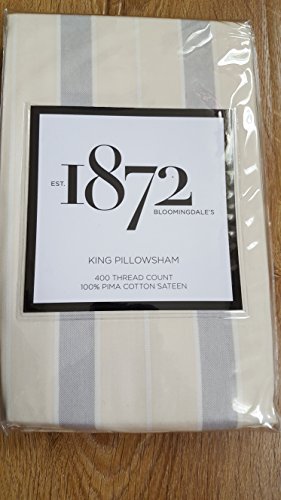 EST. 1872
BLOOMINGDALE'S
KING PILLOWSHAM
400 THREAD COUNT
100% PIMA COTTON SATEEN